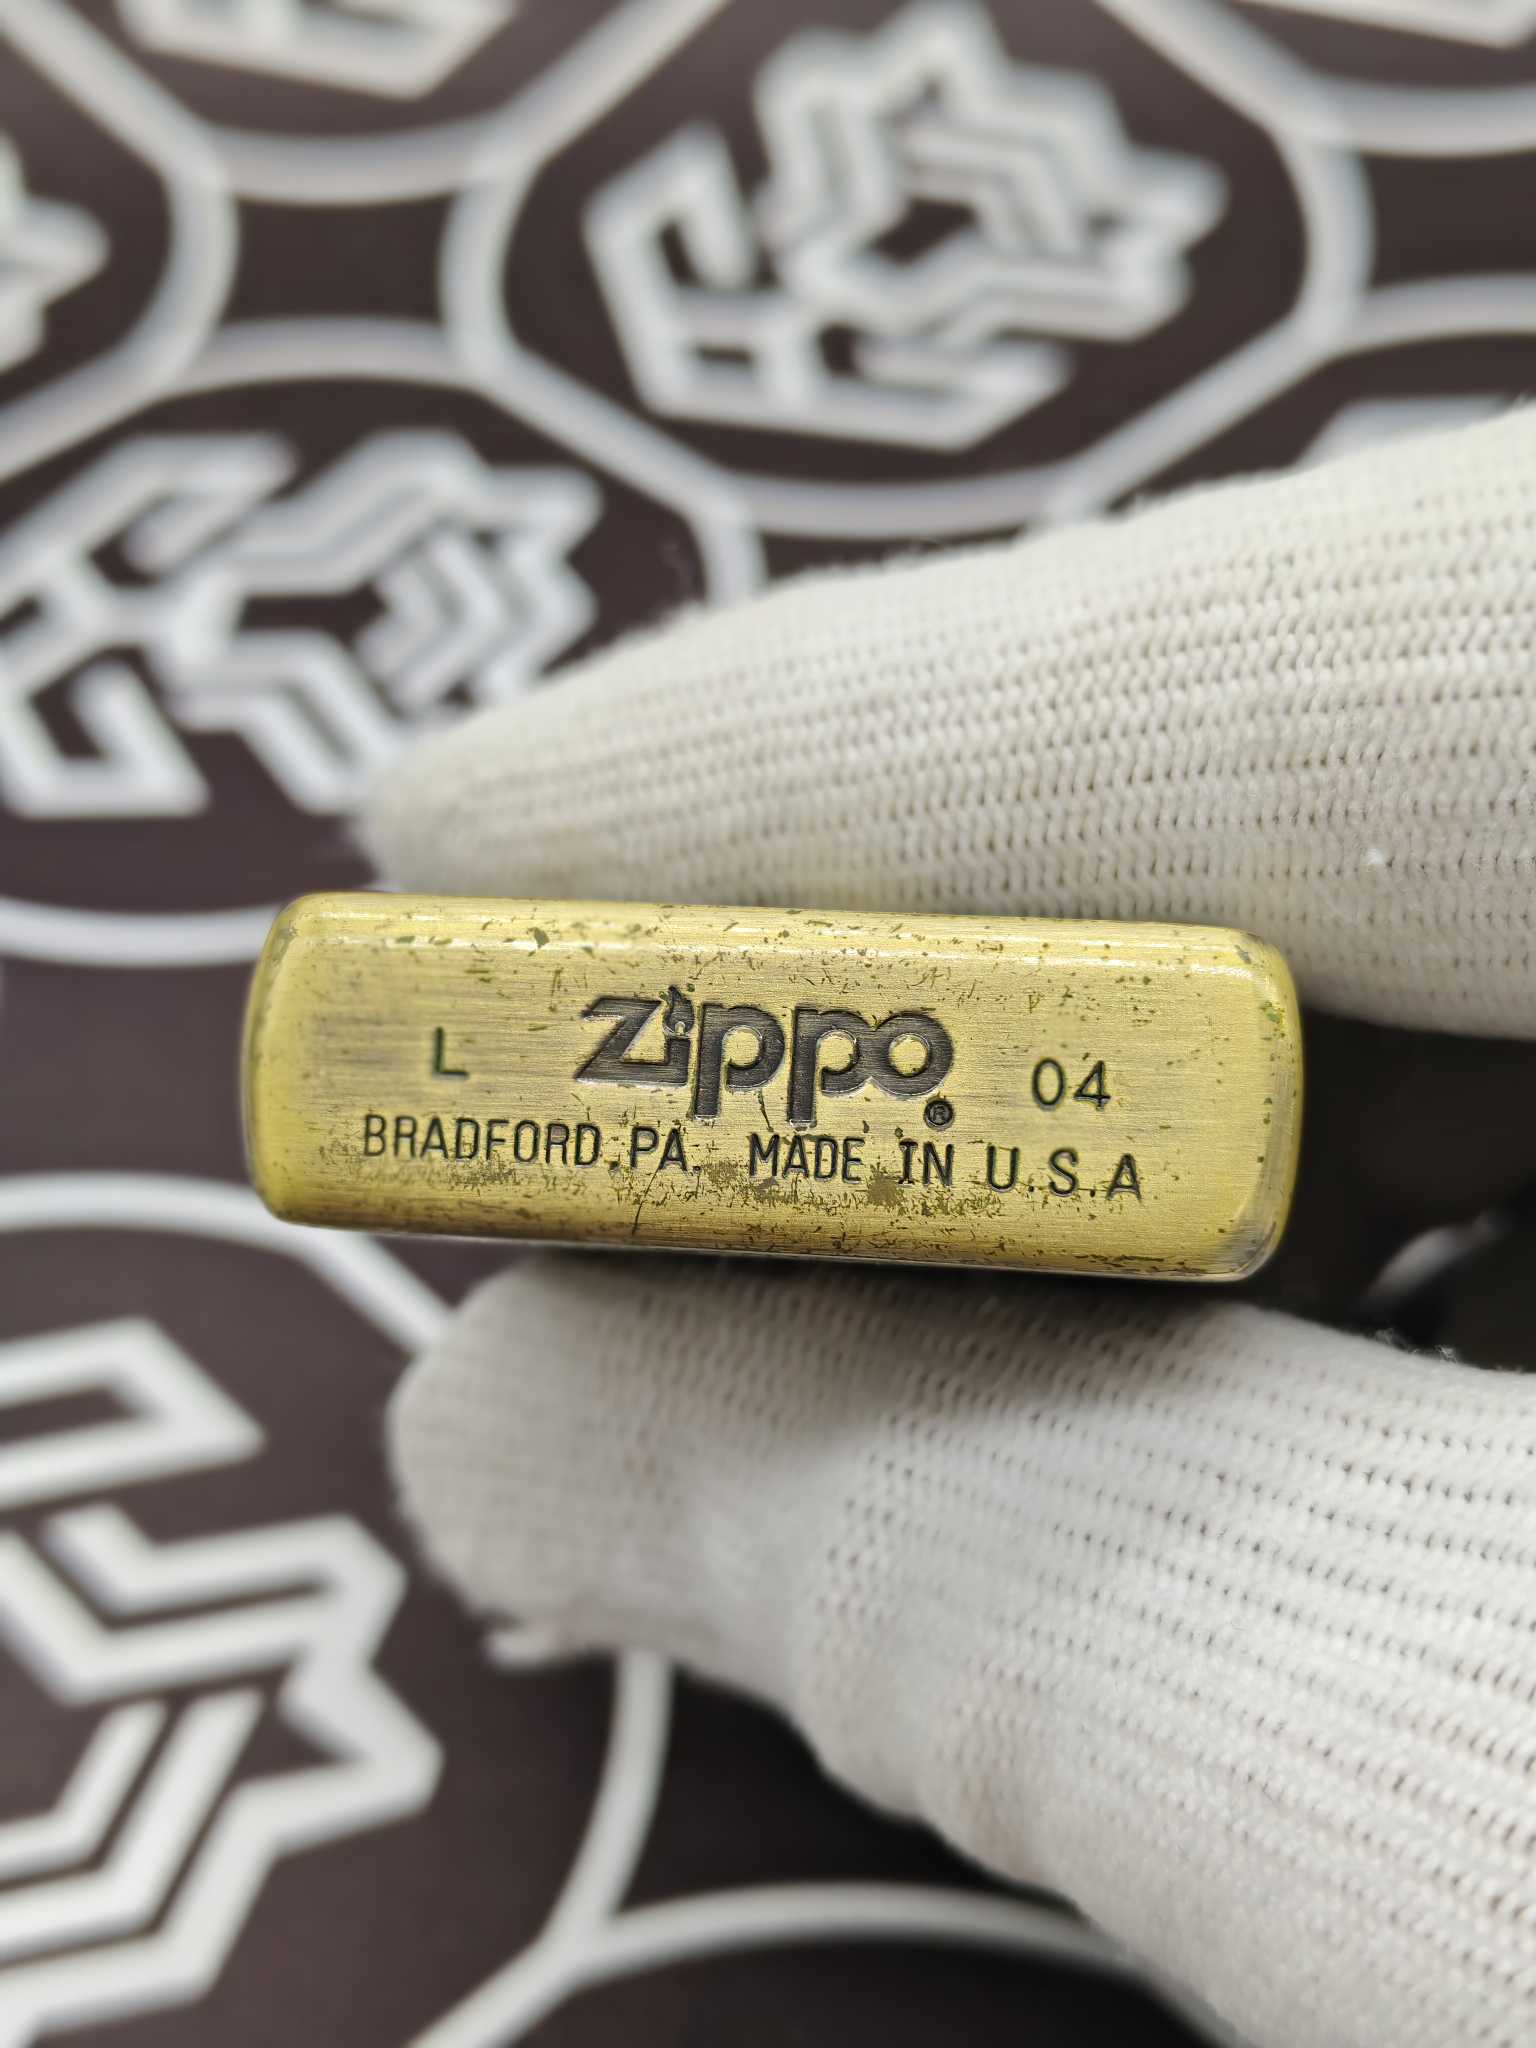 L zippo® 04
BRADFORD, PA. MADE IN U.S.A